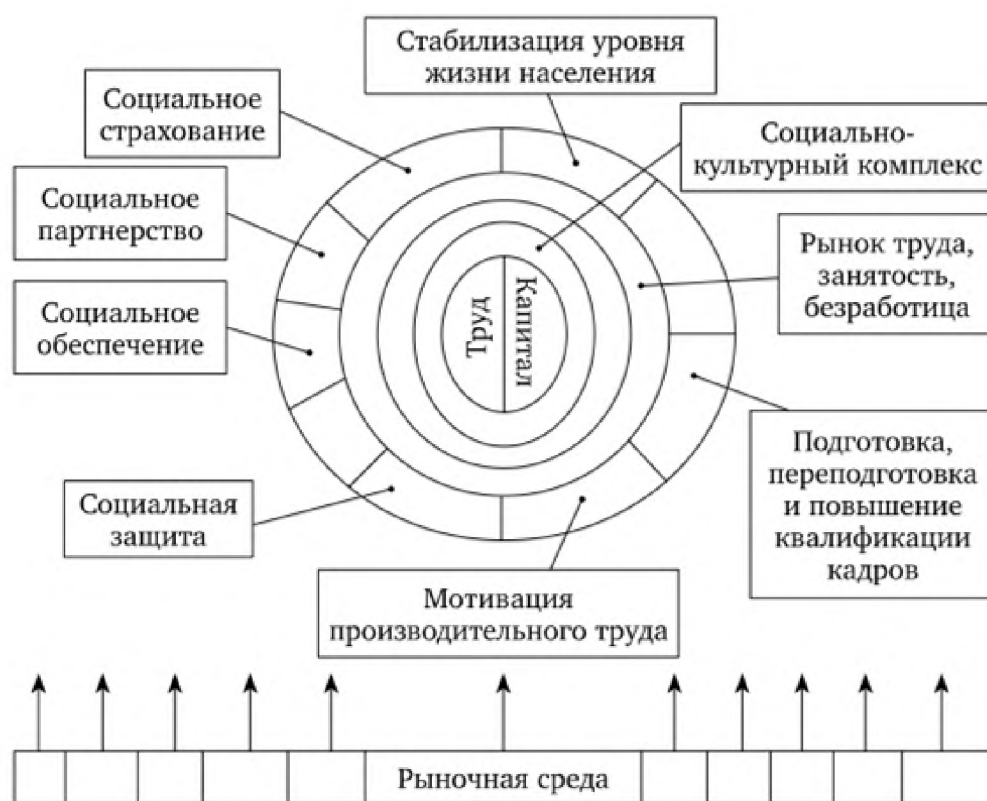 Стабилизация уровня
жизни населения
Социальное
страхование
Социально-
культурный комплекс
Социальное
партнерство
Рынок труда,
занятость,
безработица
Социальное
обеспечение
Труд
Капитал
Подготовка,
переподготовка
и повышение
квалификации
кадров
Социальная
защита
Мотивация
производительного труда
Рыночная среда